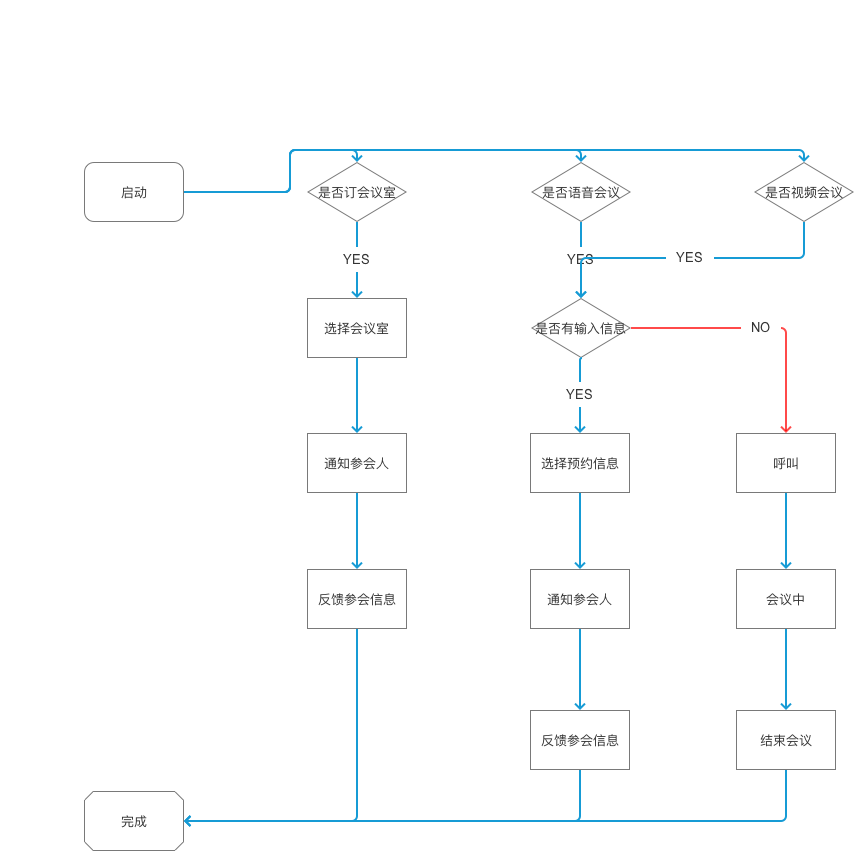 启动
是否订会议室
是否语音会议
是否视频会议
YES
YES
YES
选择会议室
是否有输入信息
NO
YES
通知参会人
选择预约信息
呼叫
反馈参会信息
通知参会人
会议中
反馈参会信息
结束会议
完成